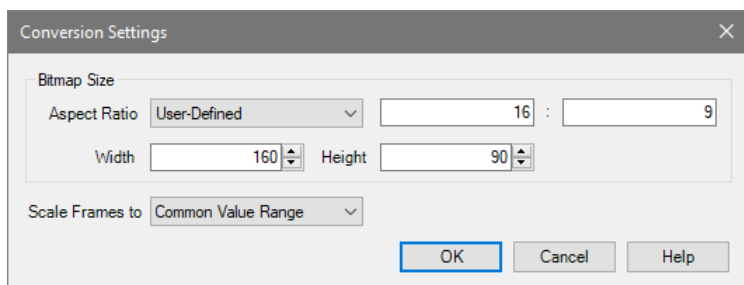 Conversion Settings
Bitmap Size
Aspect Ratio User-Defined 16 : 9
Width 160 Height 90
Scale Frames to Common Value Range
OK Cancel Help